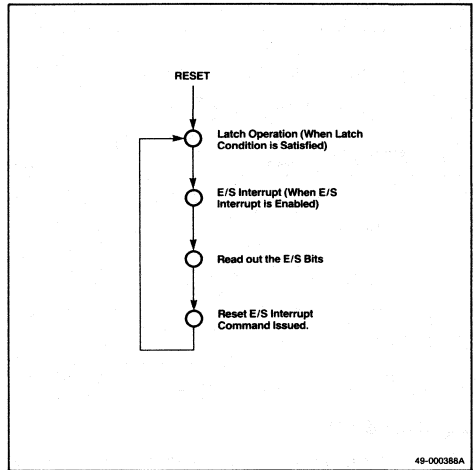 RESET
Latch Operation (When Latch
Condition is Satisfied)
E/S Interrupt (When E/S
Interrupt is Enabled)
Read out the E/S Bits
Reset E/S Interrupt
Command Issued.
49-000388A